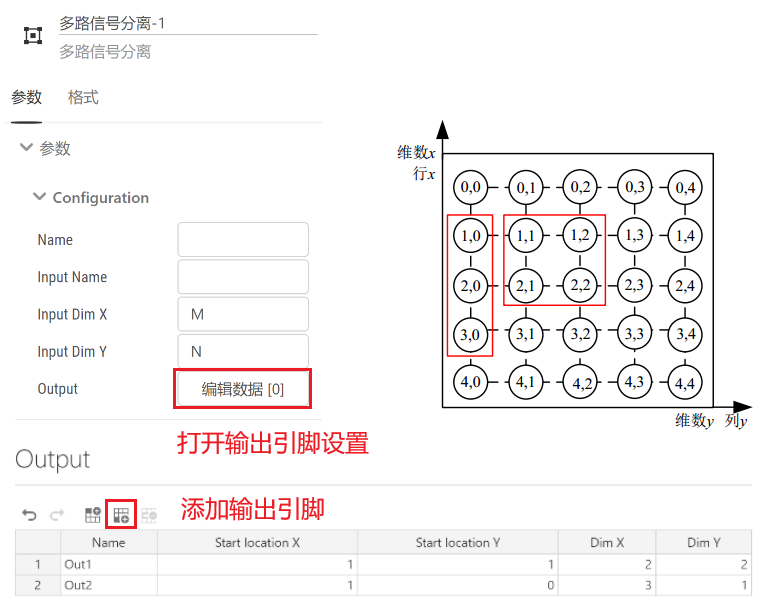 多路信号分离-1
多路信号分离
参数 格式
参数
Configuration
Name
Input Name
Input Dim X M
Input Dim Y N
Output 编辑数据 [0]
打开输出引脚设置
维数x
行x
0,0 0,1 0,2 0,3 0,4
1,0 1,1 1,2 1,3 1,4
2,0 2,1 2,2 2,3 2,4
3,0 3,1 3,2 3,3 3,4
4,0 4,1 4,2 4,3 4,4
维数y 列y
Output
添加输出引脚
Name Start location X Start location Y Dim X Dim Y
1 Out1 1 1 2 2
2 Out2 1 0 3 1